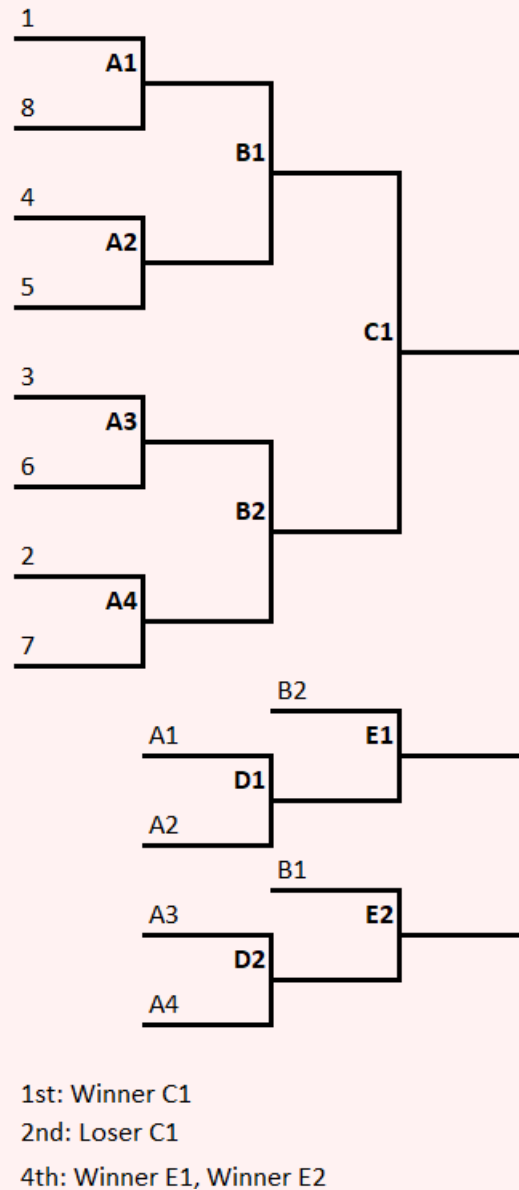 1
A1
8
B1
4
A2
5
C1
3
A3
6
B2
2
A4
7
B2
A1
E1
D1
A2
B1
A3
E2
D2
A4
1st: Winner C1
2nd: Loser C1
4th: Winner E1, Winner E2